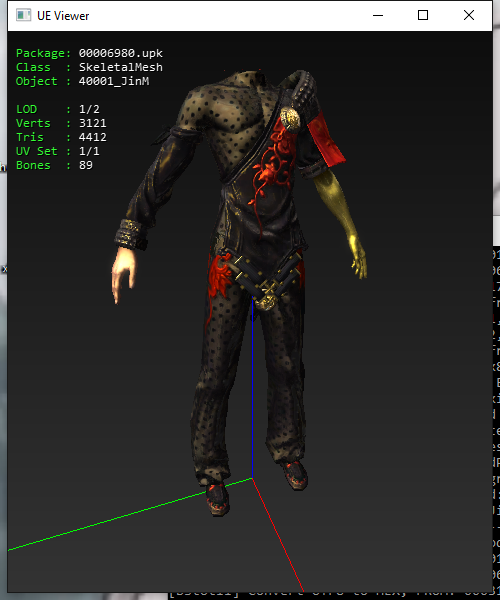 UE Viewer
Package: 00006980.upk
Class : SkeletalMesh
Object : 40001_JinM
LOD : 1/2
Verts : 3121
Tris : 4412
UV Set : 1/1
Bones : 89